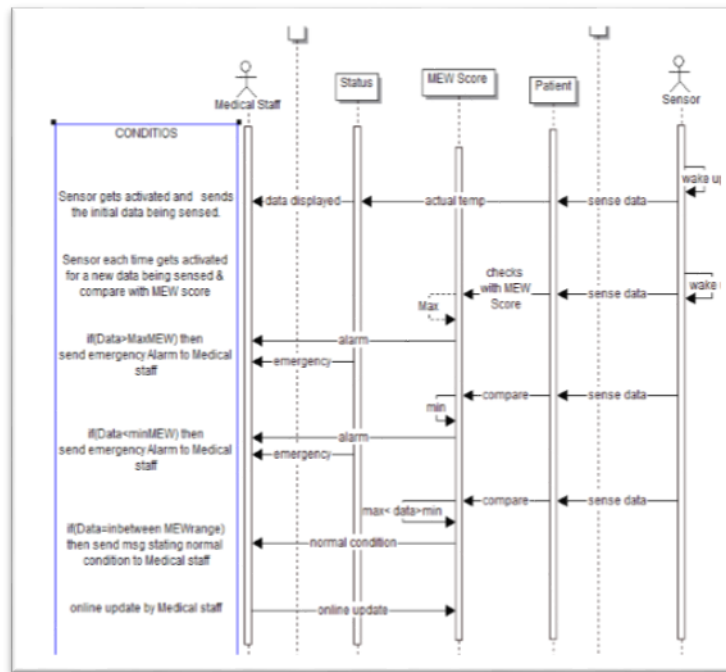 Medical Staff
Status
MEW Score
Patient
Sensor
CONDITIOS
wake up
Sensor gets activated and sends
the initial data being sensed.
data displayed
actual temp
sense data
Sensor each time gets activated
for a new data being sensed &
compare with MEW score
checks
with MEW
Score
sense data
wake
Max
if(Data>MaxMEW) then
send emergency Alarm to Medical
staff
alarm
emergency
compare
sense data
min
if(Data<minMEW) then
send emergency Alarm to Medical
staff
alarm
emergency
compare
sense data
max< data>min
if(Data=inbetween MEWrange)
then send msg stating normal
condition to Medical staff
normal condition
online update by Medical staff
online update